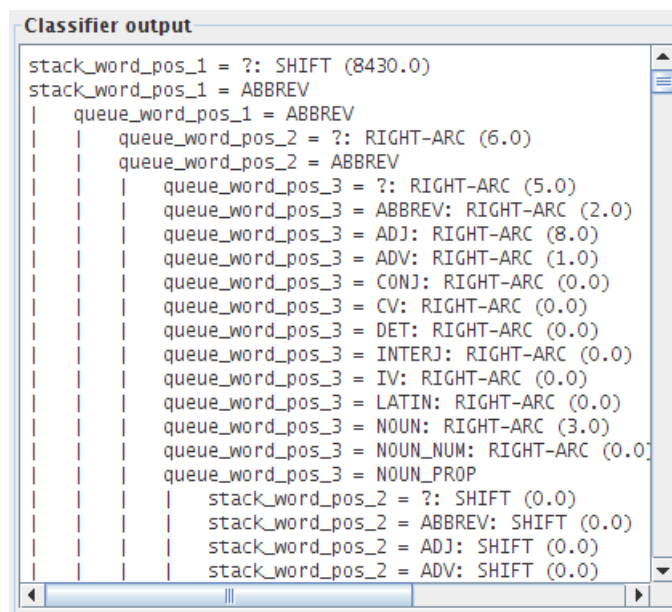 Classifier output
stack_word_pos_1 = ?: SHIFT (8430.0)
stack_word_pos_1 = ABBREV
|   queue_word_pos_1 = ABBREV
|   |   queue_word_pos_2 = ?: RIGHT-ARC (6.0)
|   |   queue_word_pos_2 = ABBREV
|   |   |   queue_word_pos_3 = ?: RIGHT-ARC (5.0)
|   |   |   queue_word_pos_3 = ABBREV: RIGHT-ARC (2.0)
|   |   |   queue_word_pos_3 = ADJ: RIGHT-ARC (8.0)
|   |   |   queue_word_pos_3 = ADV: RIGHT-ARC (1.0)
|   |   |   queue_word_pos_3 = CONJ: RIGHT-ARC (0.0)
|   |   |   queue_word_pos_3 = CV: RIGHT-ARC (0.0)
|   |   |   queue_word_pos_3 = DET: RIGHT-ARC (0.0)
|   |   |   queue_word_pos_3 = INTERJ: RIGHT-ARC (0.0)
|   |   |   queue_word_pos_3 = IV: RIGHT-ARC (0.0)
|   |   |   queue_word_pos_3 = LATIN: RIGHT-ARC (0.0)
|   |   |   queue_word_pos_3 = NOUN: RIGHT-ARC (3.0)
|   |   |   queue_word_pos_3 = NOUN_NUM: RIGHT-ARC (0.0)
|   |   |   queue_word_pos_3 = NOUN_PROP
|   |   |   |   stack_word_pos_2 = ?: SHIFT (0.0)
|   |   |   |   stack_word_pos_2 = ABBREV: SHIFT (0.0)
|   |   |   |   stack_word_pos_2 = ADJ: SHIFT (0.0)
|   |   |   |   stack_word_pos_2 = ADV: SHIFT (0.0)